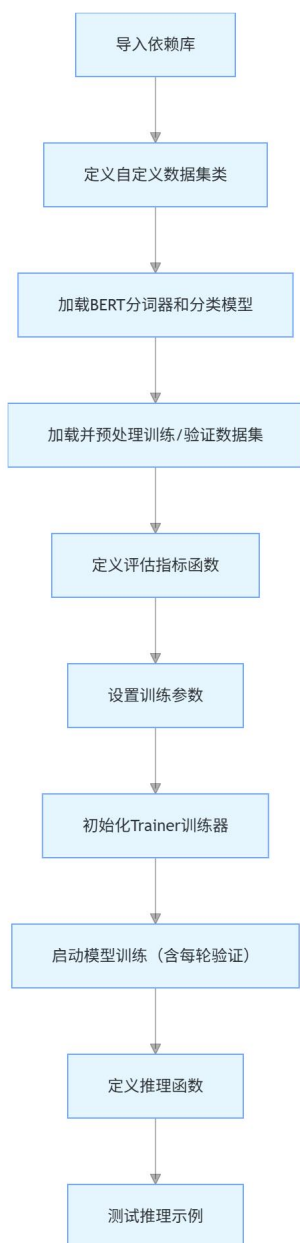 导入依赖库
定义自定义数据集类
加载BERT分词器和分类模型
加载并预处理训练/验证数据集
定义评估指标函数
设置训练参数
初始化Trainer训练器
启动模型训练（含每轮验证）
定义推理函数
测试推理示例